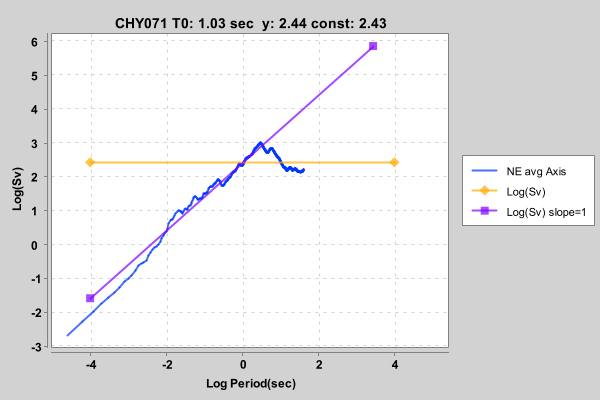 CHY071 T0: 1.03 sec  y: 2.44 const: 2.43
6
5
4
3
2
1
0
-1
-2
-3
Log(Sv)
-4 -2 0 2 4
Log Period(sec)
NE avg Axis
Log(Sv)
Log(Sv) slope=1